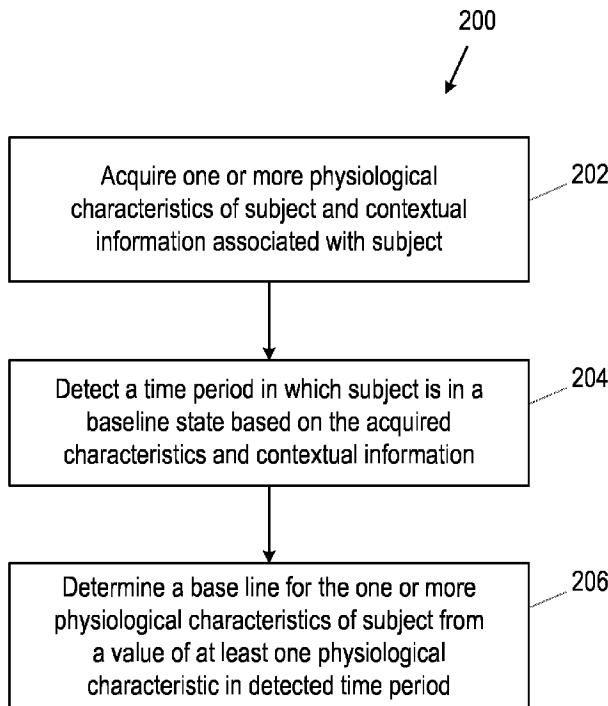 200
Acquire one or more physiological
characteristics of subject and contextual
information associated with subject
202
Detect a time period in which subject is in a
baseline state based on the acquired
characteristics and contextual information
204
Determine a base line for the one or more
physiological characteristics of subject from
a value of at least one physiological
characteristic in detected time period
206